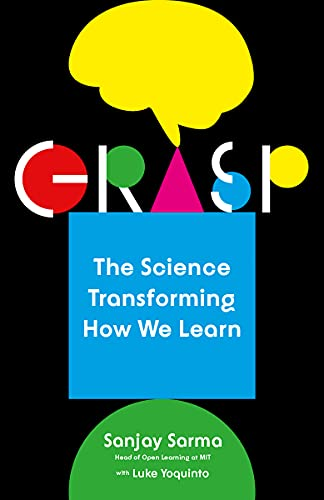 GRASP
The Science
Transforming
How We Learn
Sanjay Sarma
Head of Open Learning at MIT
with Luke Yoquinto